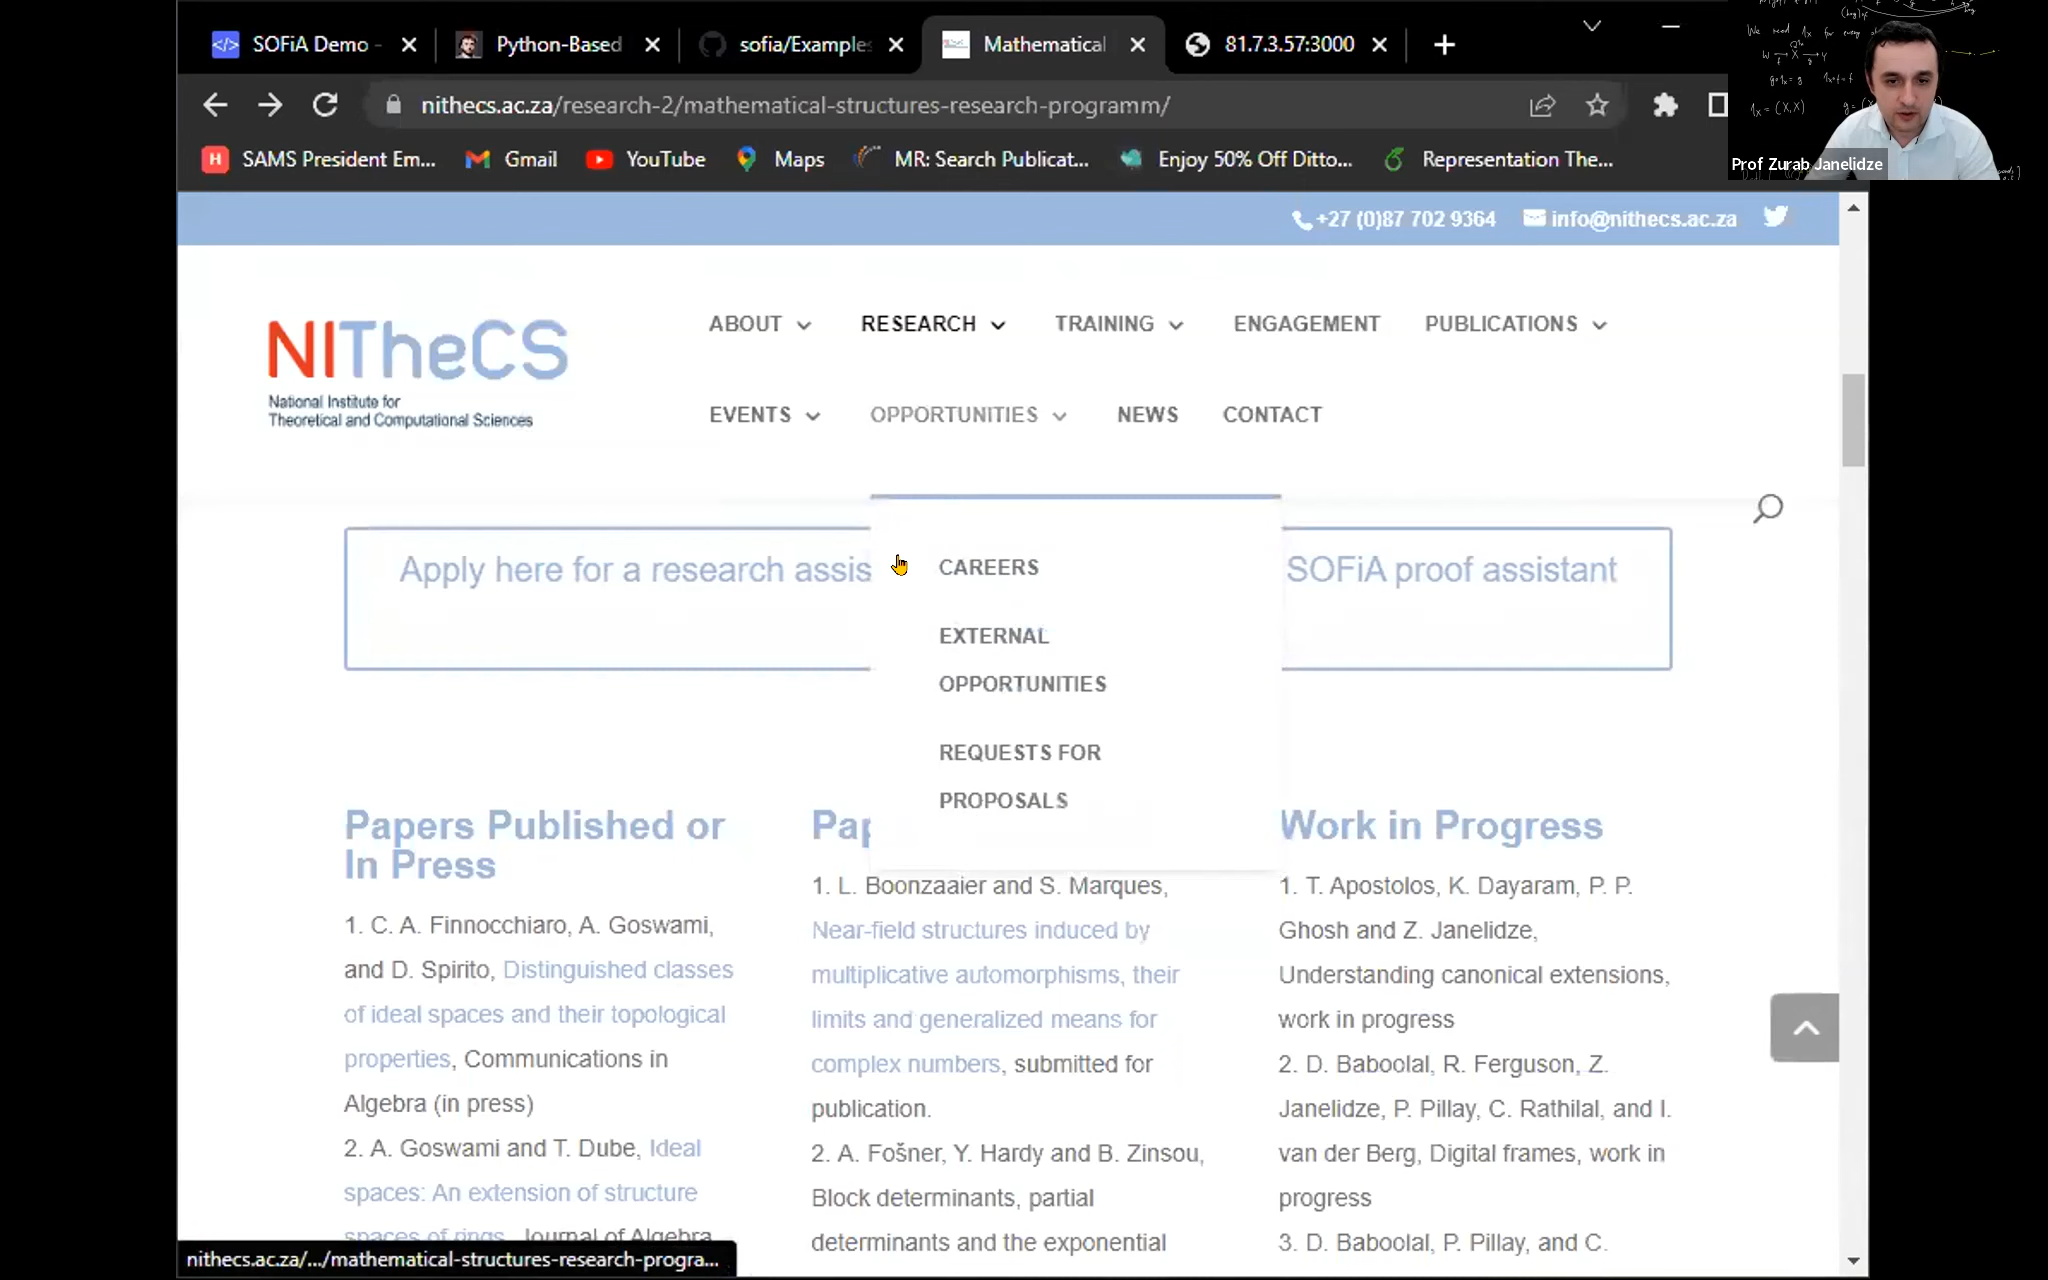 SOFiA Demo -
Python-Based
sofia/Examples
Mathematical
81.7.3.57:3000
nithecs.ac.za/research-2/mathematical-structures-research-programm/
SAMS President Em...
Gmail
YouTube
Maps
MR: Search Publicat...
Enjoy 50% Off Ditto...
Representation The...
Prof Zurab Janelidze
+27 (0)87 702 9364
info@nithecs.ac.za
NITheCS
National Institute for
Theoretical and Computational Sciences
ABOUT
RESEARCH
TRAINING
ENGAGEMENT
PUBLICATIONS
EVENTS
OPPORTUNITIES
NEWS
CONTACT
CAREERS
EXTERNAL
OPPORTUNITIES
REQUESTS FOR
PROPOSALS
Apply here for a research assis
SOFiA proof assistant
Papers Published or
In Press
1. C. A. Finnocchiaro, A. Goswami,
and D. Spirito, Distinguished classes
of ideal spaces and their topological
properties, Communications in
Algebra (in press)
2. A. Goswami and T. Dube, Ideal
spaces: An extension of structure
spaces of rings, Journal of Algebra
Pap
1. L. Boonzaaier and S. Marques,
Near-field structures induced by
multiplicative automorphisms, their
limits and generalized means for
complex numbers, submitted for
publication.
2. A. Fošner, Y. Hardy and B. Zinsou,
Block determinants, partial
determinants and the exponential
Work in Progress
1. T. Apostolos, K. Dayaram, P. P.
Ghosh and Z. Janelidze,
Understanding canonical extensions,
work in progress
2. D. Baboolal, R. Ferguson, Z.
Janelidze, P. Pillay, C. Rathilal, and I.
van der Berg, Digital frames, work in
progress
3. D. Baboolal, P. Pillay, and C.
nithecs.ac.za/.../mathematical-structures-research-progra...